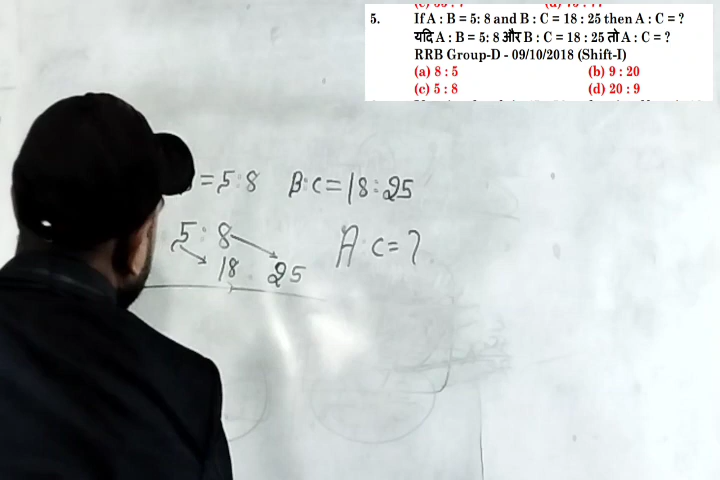 5. If A : B = 5: 8 and B : C = 18 : 25 then A : C = ?
यदि A : B = 5: 8 और B : C = 18 : 25 तो A : C = ?
RRB Group-D - 09/10/2018 (Shift-I)
(a) 8 : 5 (b) 9 : 20
(c) 5 : 8 (d) 20 : 9
= 5:8 B:C = 18:25
5 : 8
A : C = ?
18 : 25